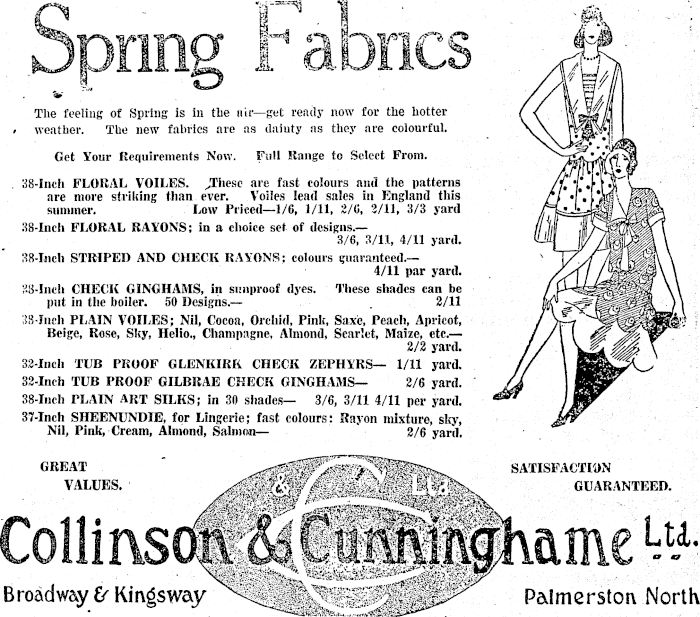 Spring Fabrics
The feeling of Spring is in the air—get ready now for the hotter
weather. The new fabrics are as dainty as they are colourful.
Get Your Requirements Now. Full Range to Select From.
38-Inch FLORAL VOILES. These are fast colours and the patterns
are more striking than ever. Voiles lead sales in England this
summer. Low Priced—1/6, 1/11, 2/6, 2/11, 3/3 yard
38-Inch FLORAL RAYONS; in a choice set of designs.—
3/6, 3/11, 4/11 yard.
38-Inch STRIPED AND CHECK RAYONS; colours guaranteed.—
4/11 par yard.
38-Inch CHECK GINGHAMS, in sunproof dyes. These shades can be
put in the boiler. 50 Designs.— 2/11
38-Inch PLAIN VOILES; Nil, Cocoa, Orchid, Pink, Saxe, Peach, Apricot,
Beige, Rose, Sky, Helio., Champagne, Almond, Scarlet, Maize, etc.—
2/2 yard.
32-Inch TUB PROOF GLENKIRK CHECK ZEPHYRS— 1/11 yard.
32-Inch TUB PROOF GILBRAE CHECK GINGHAMS— 2/6 yard.
38-Inch PLAIN ART SILKS; in 30 shades— 3/6, 3/11 4/11 per yard.
37-Inch SHEENUNDIE, for Lingerie; fast colours: Rayon mixture, sky,
Nil, Pink, Cream, Almond, Salmon— 2/6 yard.
GREAT
VALUES.
SATISFACTION
GUARANTEED.
& Ltd
Collinson & Cunninghame Ltd.
Broadway & Kingsway Palmerston North